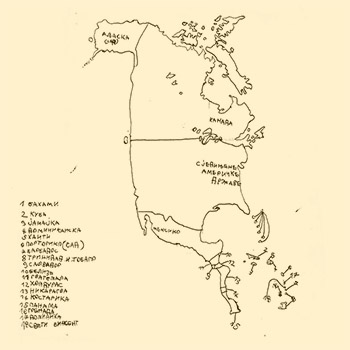 АЛАСКА
(САД)
КАНАДА
СЈЕДИЊЕНЕ
АМЕРИЧКЕ
ДРЖАВЕ
МЕКСИКО
1 БАХАМИ
2 КУБА
3 ЈАМАЈКА
4 ДОМИНИКАНСКА
5 ХАИТИ
6 ПОРТОРИКО (САД)
7 БАРБАДОС
8 ТРИНИДАД И ТОБАГО
9 СЛОВАДОР
10 БЕЛИЗЕ
11 ГВАТЕМАЛА
12 ХОНДУРАС
13 НИКАРАГВА
14 КОСТАРИКА
15 ПАНАМА
16 ГРЕНАДА
17 ДОМИНИКА
18 СВЕТИ ВИНСЕНТ